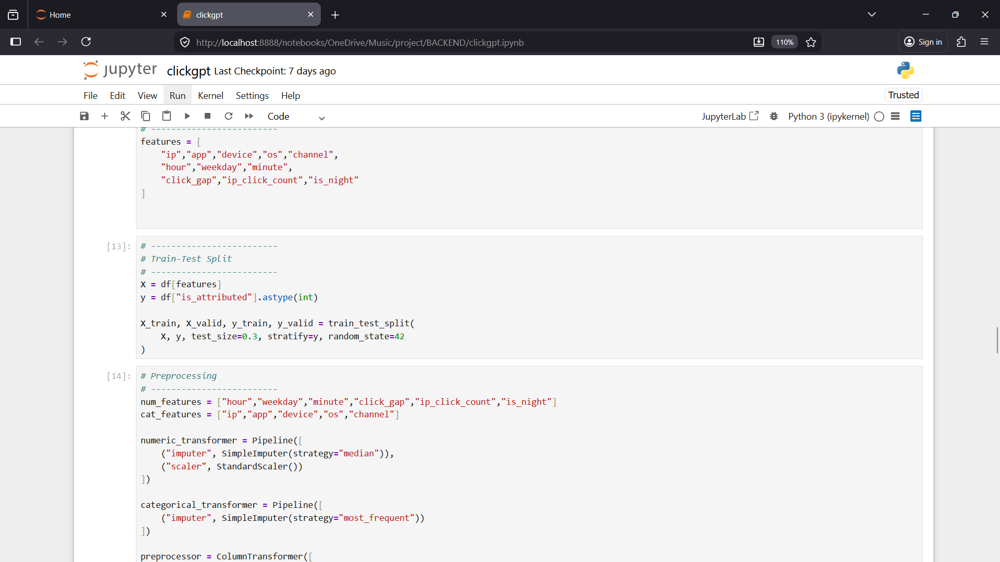 Home
clickgpt
http://localhost:8888/notebooks/OneDrive/Music/project/BACKEND/clickgpt.ipynb
110%
Sign in
jupyter clickgpt Last Checkpoint: 7 days ago
File Edit View Run Kernel Settings Help
Trusted
Code
JupyterLab
Python 3 (ipykernel)
# -------------------------
features = [
    "ip","app","device","os","channel",
    "hour","weekday","minute",
    "click_gap","ip_click_count","is_night"
]
[13]:
# -------------------------
# Train-Test Split
# -------------------------
X = df[features]
y = df["is_attributed"].astype(int)
X_train, X_valid, y_train, y_valid = train_test_split(
    X, y, test_size=0.3, stratify=y, random_state=42
)
[14]:
# Preprocessing
# -------------------------
num_features = ["hour","weekday","minute","click_gap","ip_click_count","is_night"]
cat_features = ["ip","app","device","os","channel"]
numeric_transformer = Pipeline([
    ("imputer", SimpleImputer(strategy="median")),
    ("scaler", StandardScaler())
])
categorical_transformer = Pipeline([
    ("imputer", SimpleImputer(strategy="most_frequent"))
])
preprocessor = ColumnTransformer([